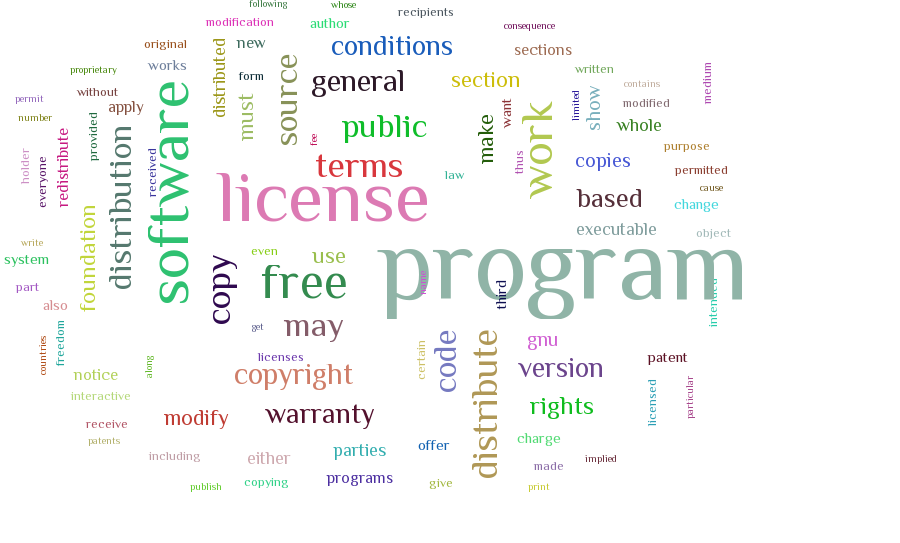 following
whose
recipients
modification
author
consequence
original
new
conditions
sections
works
distributed
source
proprietary
form
general
section
written
contains
medium
permit
without
apply
must
software
want
limited
show
modified
number
provided
public
make
work
whole
fee
purpose
holder
everyone
redistribute
distribution
received
terms
law
thus
copies
permitted
cause
license
based
change
foundation
executable
object
write
system
copy
even
use
program
free
name
third
intended
part
also
may
get
freedom
countries
along
licenses
certain
code
distribute
gnu
version
patent
notice
copyright
interactive
licensed
particular
receive
modify
warranty
rights
patents
parties
offer
charge
including
either
made
implied
publish
copying
programs
give
print